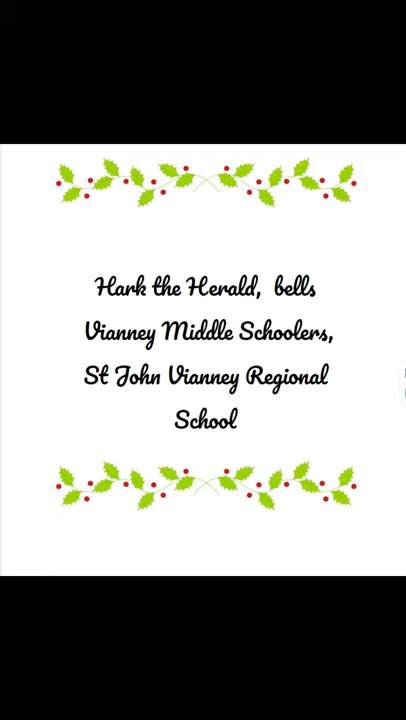 Hark the Herald, bells
Vianney Middle Schoolers,
St John Vianney Regional
School